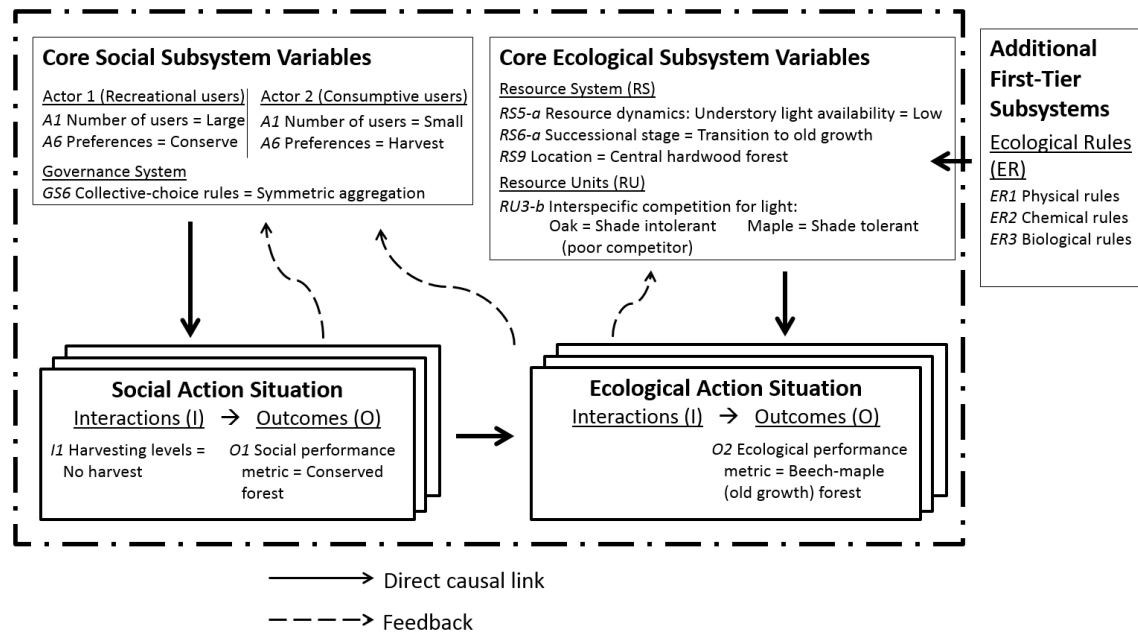 Core Social Subsystem Variables
Actor 1 (Recreational users)
A1 Number of users = Large
A6 Preferences = Conserve
Actor 2 (Consumptive users)
A1 Number of users = Small
A6 Preferences = Harvest
Governance System
GS6 Collective-choice rules = Symmetric aggregation
Core Ecological Subsystem Variables
Resource System (RS)
RS5-a Resource dynamics: Understory light availability = Low
RS6-a Successional stage = Transition to old growth
RS9 Location = Central hardwood forest
Resource Units (RU)
RU3-b Interspecific competition for light:
Oak = Shade intolerant
(poor competitor)
Maple = Shade tolerant
Additional
First-Tier
Subsystems
Ecological Rules
(ER)
ER1 Physical rules
ER2 Chemical rules
ER3 Biological rules
Social Action Situation
Interactions (I) → Outcomes (O)
I1 Harvesting levels =
No harvest
O1 Social performance
metric = Conserved
forest
Ecological Action Situation
Interactions (I) → Outcomes (O)
O2 Ecological performance
metric = Beech-maple
(old growth) forest
Direct causal link
Feedback